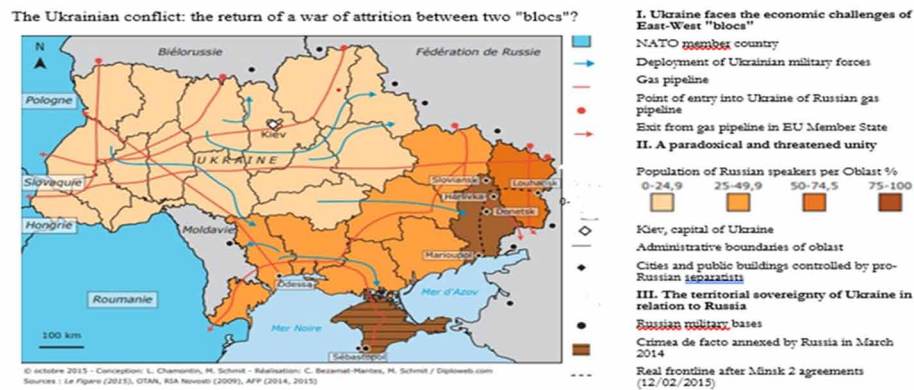 The Ukrainian conflict: the return of a war of attrition between two "blocs"?
N
Biélorussie
Fédération de Russie
Pologne
Kiev
UKRAINE
Slovaquie
Sloviansk
Louhansk
Horlivka
Donetsk
Hongrie
Moldavie
Marioupol
Odessa
Mer d'Azov
Roumanie
100 km
Mer Noire
Sébastopol
© octobre 2015 - Conception: L. Chamontin, M. Schmit - Réalisation: C. Bezamat-Mantes, M. Schmit / Diploweb.com
Sources : Le Figaro (2015), OTAN, RIA Novosti (2009), AFP (2014, 2015)
I. Ukraine faces the economic challenges of
East-West "blocs"
NATO member country
Deployment of Ukrainian military forces
Gas pipeline
Point of entry into Ukraine of Russian gas
pipeline
Exit from gas pipeline in EU Member State
II. A paradoxical and threatened unity
Population of Russian speakers per Oblast %
0-24,9 25-49,9 50-74,5 75-100
Kiev, capital of Ukraine
Administrative boundaries of oblast
Cities and public buildings controlled by pro-
Russian separatists
III. The territorial sovereignty of Ukraine in
relation to Russia
Russian military bases
Crimea de facto annexed by Russia in March
2014
Real frontline after Minsk 2 agreements
(12/02/2015)